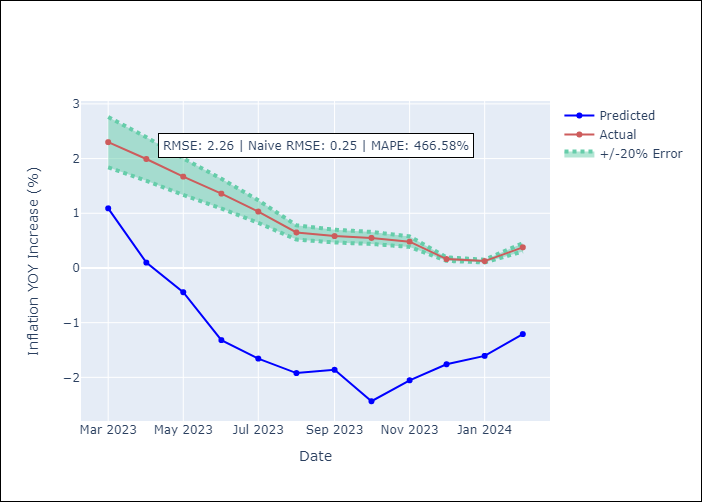 RMSE: 2.26 | Naive RMSE: 0.25 | MAPE: 466.58%
Predicted
Actual
+/-20% Error
Inflation YOY Increase (%)
3
2
1
0
−1
−2
Mar 2023 May 2023 Jul 2023 Sep 2023 Nov 2023 Jan 2024
Date